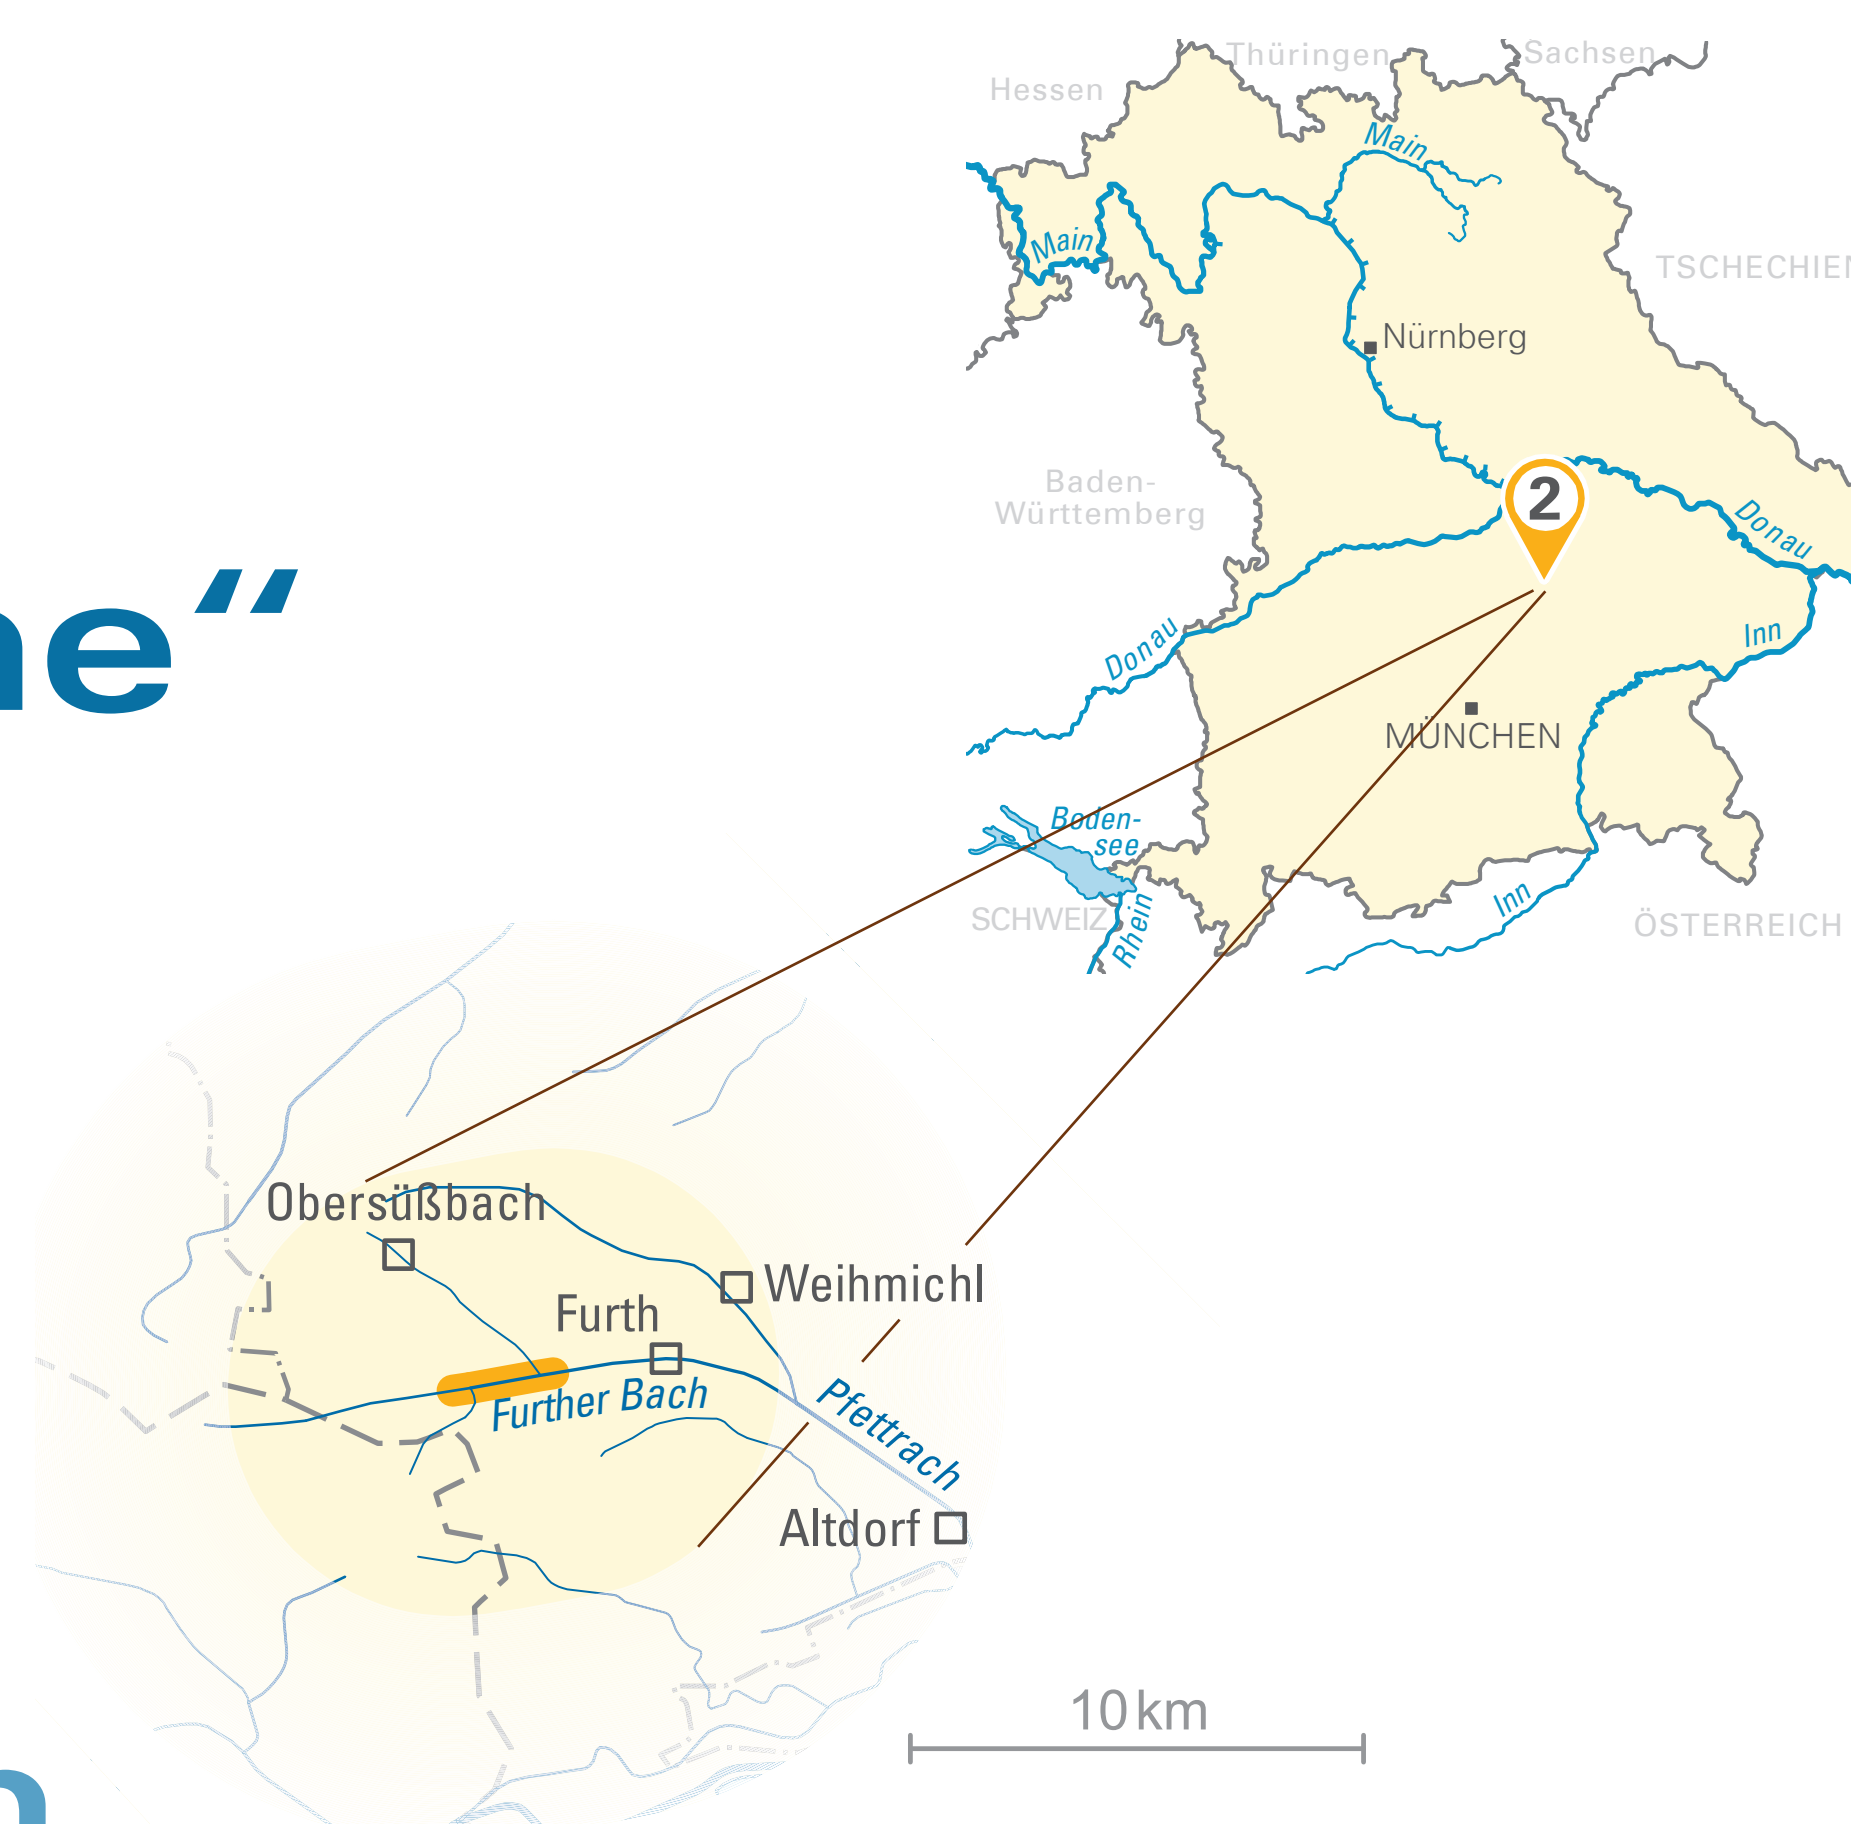 Thüringen
Sachsen
Hessen
Main
Main
TSCHECHIEN
Nürnberg
Baden-
Württemberg
2
Donau
Donau
Inn
MÜNCHEN
Boden-
see
SCHWEIZ
Rhein
Inn
ÖSTERREICH
ne“
Obersüßbach
Weihmichl
Furth
Further Bach
Pfettrach
Altdorf
10 km
n